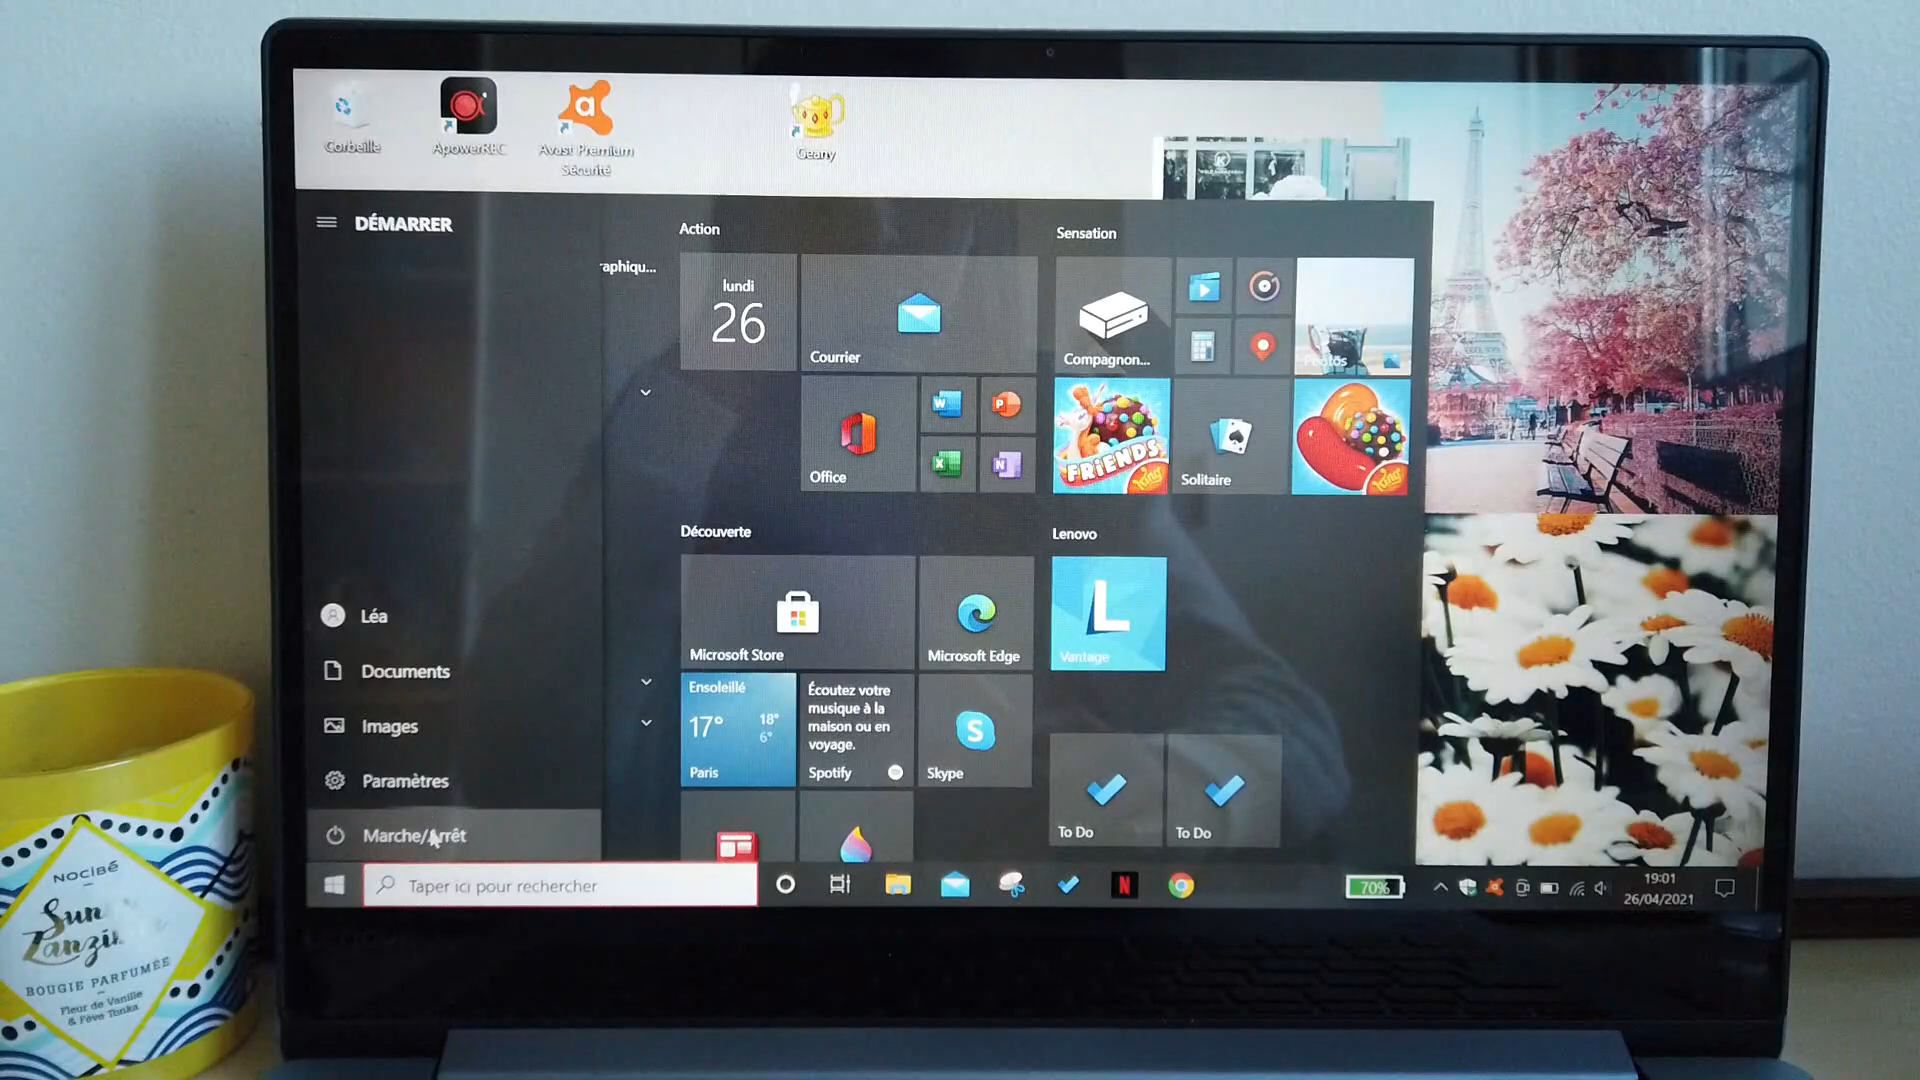 Corbeille
ApowerREC
Avast Premium
Sécurité
Geany
DÉMARRER
raphiqu...
Léa
Documents
Images
Paramètres
Marche/Arrêt
Action
lundi
26
Courrier
Office
Sensation
Compagnon...
Photos
FRIENDS
King
Solitaire
King
Découverte
Microsoft Store
Microsoft Edge
Ensoleillé
17°
18°
6°
Paris
Écoutez votre
musique à la
maison ou en
voyage.
Spotify
Skype
Lenovo
L
Vantage
To Do
To Do
Taper ici pour rechercher
70%
19:01
26/04/2021
NOCIBÉ
Sun
BOUGIE PARFUMÉE
Fleur de Vanille
& Fève Tonka